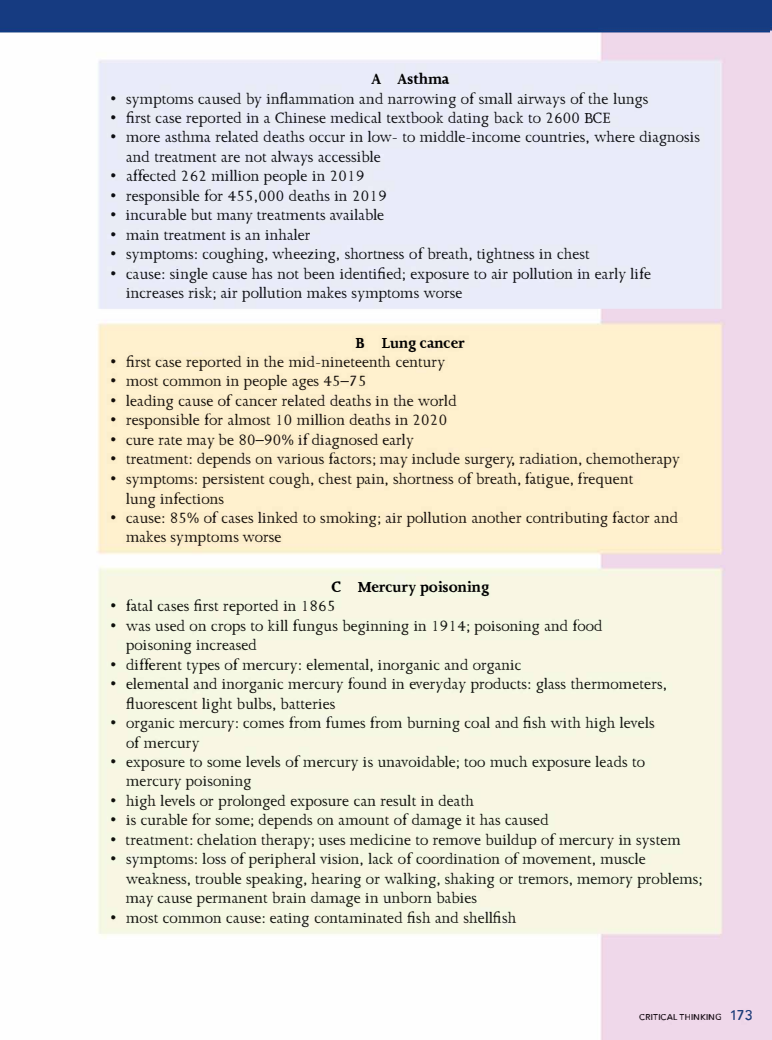 A Asthma
• symptoms caused by inflammation and narrowing of small airways of the lungs
• first case reported in a Chinese medical textbook dating back to 2600 BCE
• more asthma related deaths occur in low- to middle-income countries, where diagnosis
and treatment are not always accessible
• affected 262 million people in 2019
• responsible for 455,000 deaths in 2019
• incurable but many treatments available
• main treatment is an inhaler
• symptoms: coughing, wheezing, shortness of breath, tightness in chest
• cause: single cause has not been identified; exposure to air pollution in early life
increases risk; air pollution makes symptoms worse
B Lung cancer
• first case reported in the mid-nineteenth century
• most common in people ages 45–75
• leading cause of cancer related deaths in the world
• responsible for almost 10 million deaths in 2020
• cure rate may be 80–90% if diagnosed early
• treatment: depends on various factors; may include surgery, radiation, chemotherapy
• symptoms: persistent cough, chest pain, shortness of breath, fatigue, frequent
lung infections
• cause: 85% of cases linked to smoking; air pollution another contributing factor and
makes symptoms worse
C Mercury poisoning
• fatal cases first reported in 1865
• was used on crops to kill fungus beginning in 1914; poisoning and food
poisoning increased
• different types of mercury: elemental, inorganic and organic
• elemental and inorganic mercury found in everyday products: glass thermometers,
fluorescent light bulbs, batteries
• organic mercury: comes from fumes from burning coal and fish with high levels
of mercury
• exposure to some levels of mercury is unavoidable; too much exposure leads to
mercury poisoning
• high levels or prolonged exposure can result in death
• is curable for some; depends on amount of damage it has caused
• treatment: chelation therapy; uses medicine to remove buildup of mercury in system
• symptoms: loss of peripheral vision, lack of coordination of movement, muscle
weakness, trouble speaking, hearing or walking, shaking or tremors, memory problems;
may cause permanent brain damage in unborn babies
• most common cause: eating contaminated fish and shellfish
CRITICAL THINKING 173